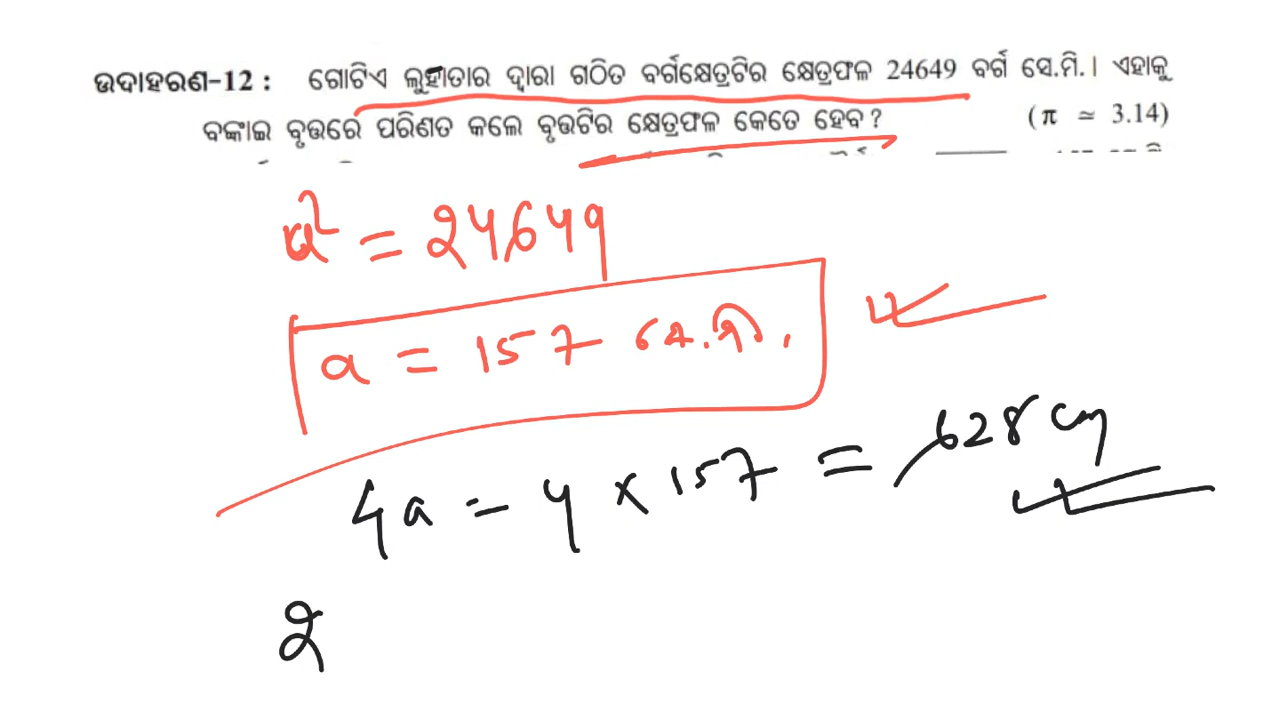 ଉଦାହରଣ-12 : ଗୋଟିଏ ଲୁହାତାର ଦ୍ୱାରା ଗଠିତ ବର୍ଗକ୍ଷେତ୍ରଟିର କ୍ଷେତ୍ରଫଳ 24649 ବର୍ଗ ସେ.ମି.। ଏହାକୁ
ବଙ୍କାଇ ବୃତ୍ତରେ ପରିଣତ କଲେ ବୃତ୍ତଟିର କ୍ଷେତ୍ରଫଳ କେତେ ହେବ ? (π ≃ 3.14)
a² = 24649
a = 157 ସେ.ମି.
4a = 4 × 157 = 628 cm
2